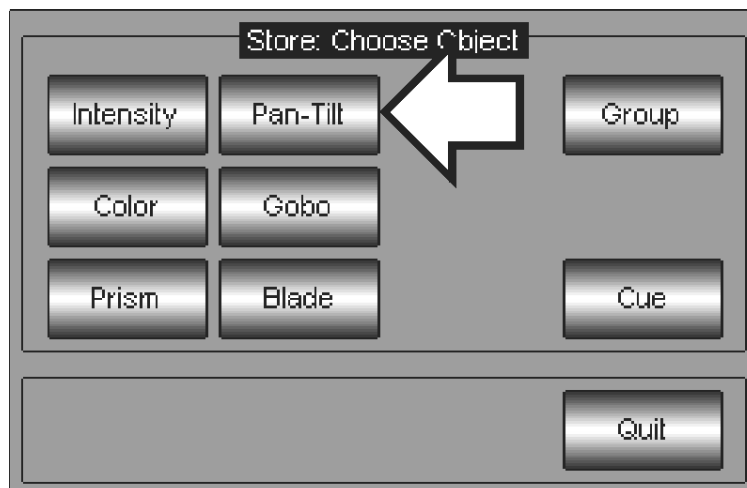 Store: Choose Object
Intensity Pan-Tilt Group
Color Gobo
Prism Blade Cue
Quit